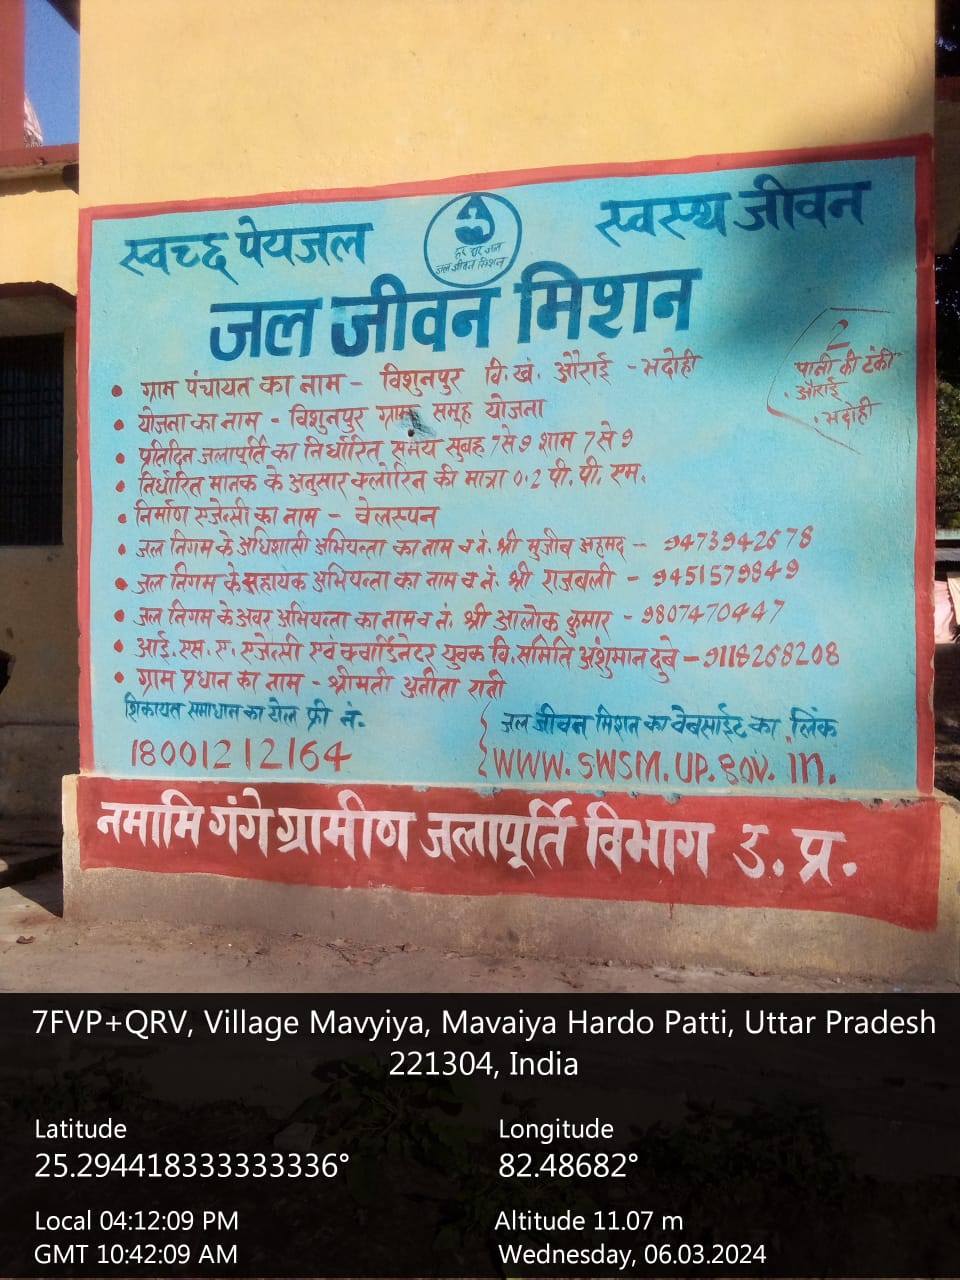 स्वच्छ पेयजल
स्वस्थ जीवन
हर घर जल
जल जीवन मिशन
जल जीवन मिशन
2
पानी की टंकी
औराई
भदोही
• ग्राम पंचायत का नाम - विशुनपुर वि.खं. औराई - भदोही
• योजना का नाम - विशुनपुर ग्राम समूह योजना
• प्रतिदिन जलापूर्ति का निर्धारित समय सुबह 7 से 9 शाम 7 से 9
• निर्धारित मानक के अनुसार क्लोरिन की मात्रा 0.2 पी. पी. एम.
• निर्माण एजेन्सी का नाम - वेलस्पन
• जल निगम के अधिशासी अभियन्ता का नाम व नं. श्री मुजीब अहमद - 9473942678
• जल निगम के सहायक अभियन्ता का नाम व नं. श्री राजबली - 9451579849
• जल निगम के अवर अभियन्ता का नाम व नं. श्री आलोक कुमार - 9807470447
• आई. एस. ए. एजेन्सी एवं क्वार्डिनेटर युवक वि. समिति अंशुमान दुबे - 9118268208
• ग्राम प्रधान का नाम - श्रीमती अनीता रानी
शिकायत समाधान का टोल फ्री नं.
18001212164
जल जीवन मिशन का वेबसाईट का लिंक
WWW.SWSM.UP.GOV.in.
नमामि गंगे ग्रामीण जलापूर्ति विभाग उ. प्र.
7FVP+QRV, Village Mavyiya, Mavaiya Hardo Patti, Uttar Pradesh
221304, India
Latitude
25.294418333333336°
Longitude
82.48682°
Local 04:12:09 PM
GMT 10:42:09 AM
Altitude 11.07 m
Wednesday, 06.03.2024